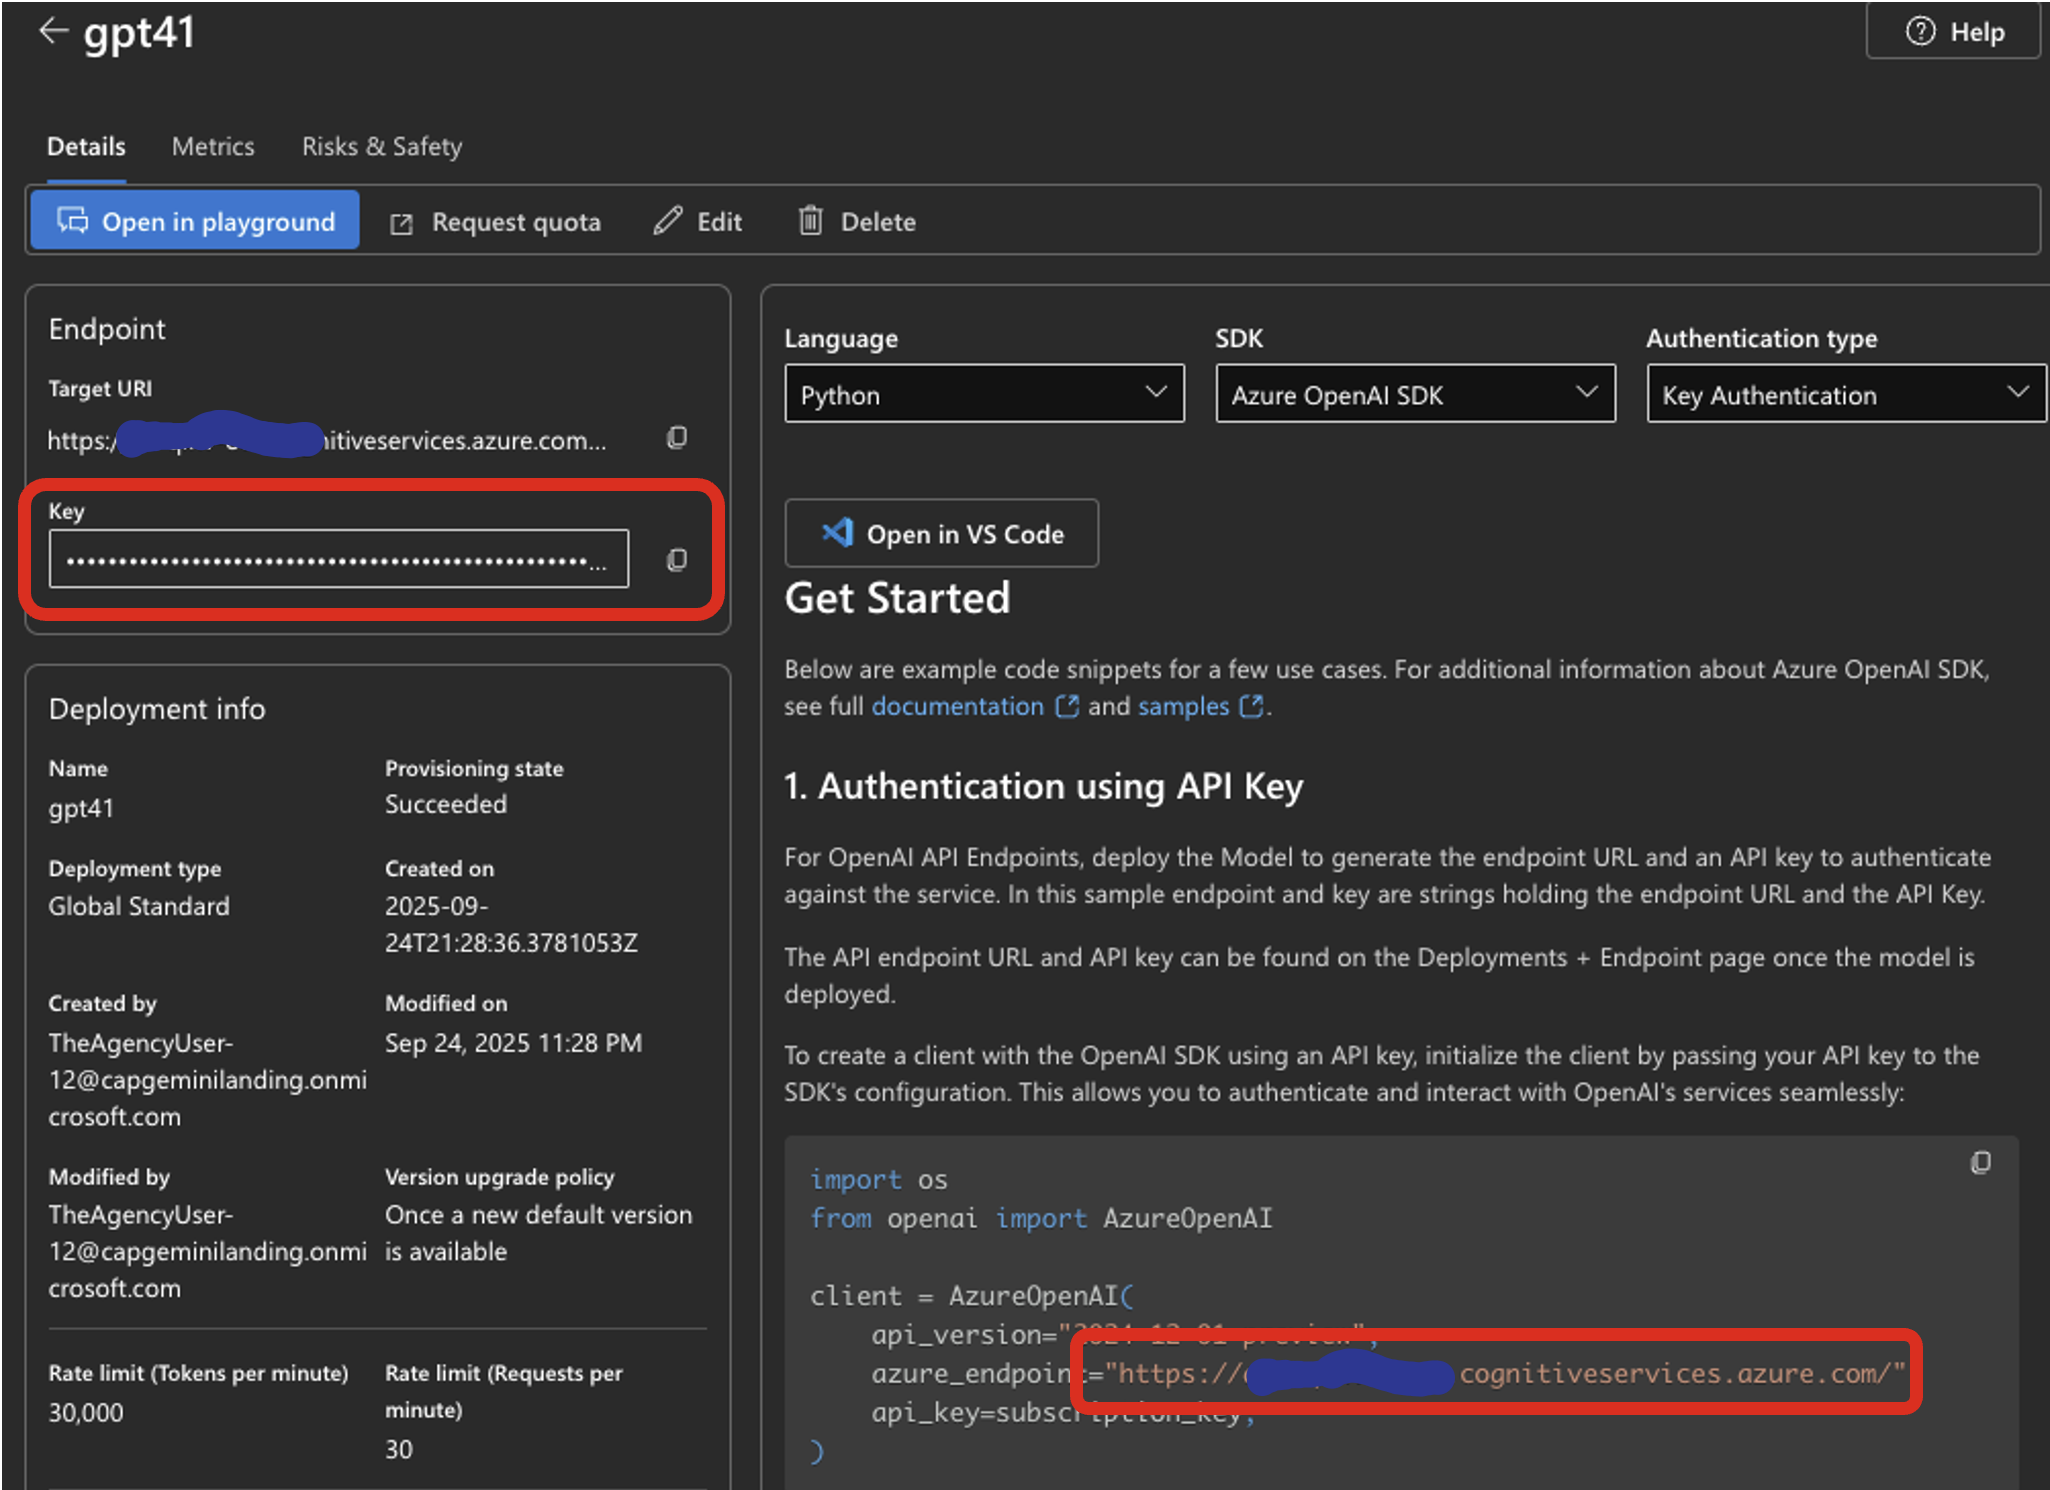 gpt41
Help
Details
Metrics
Risks & Safety
Open in playground
Request quota
Edit
Delete
Endpoint
Target URI
https:/ nitiveservices.azure.com...
Key
Deployment info
Name
gpt41
Provisioning state
Succeeded
Deployment type
Global Standard
Created on
2025-09-
24T21:28:36.3781053Z
Created by
TheAgencyUser-
12@capgeminilanding.onmi
crosoft.com
Modified on
Sep 24, 2025 11:28 PM
Modified by
TheAgencyUser-
12@capgeminilanding.onmi
crosoft.com
Version upgrade policy
Once a new default version
is available
Rate limit (Tokens per minute)
30,000
Rate limit (Requests per
minute)
30
Language
Python
SDK
Azure OpenAI SDK
Authentication type
Key Authentication
Open in VS Code
Get Started
Below are example code snippets for a few use cases. For additional information about Azure OpenAI SDK,
see full documentation and samples.
1. Authentication using API Key
For OpenAI API Endpoints, deploy the Model to generate the endpoint URL and an API key to authenticate
against the service. In this sample endpoint and key are strings holding the endpoint URL and the API Key.
The API endpoint URL and API key can be found on the Deployments + Endpoint page once the model is
deployed.
To create a client with the OpenAI SDK using an API key, initialize the client by passing your API key to the
SDK's configuration. This allows you to authenticate and interact with OpenAI's services seamlessly:
import os
from openai import AzureOpenAI
client = AzureOpenAI(
api_version="2024-12-01-preview",
azure_endpoint="https:// cognitiveservices.azure.com/"
api_key=subscription_key,
)